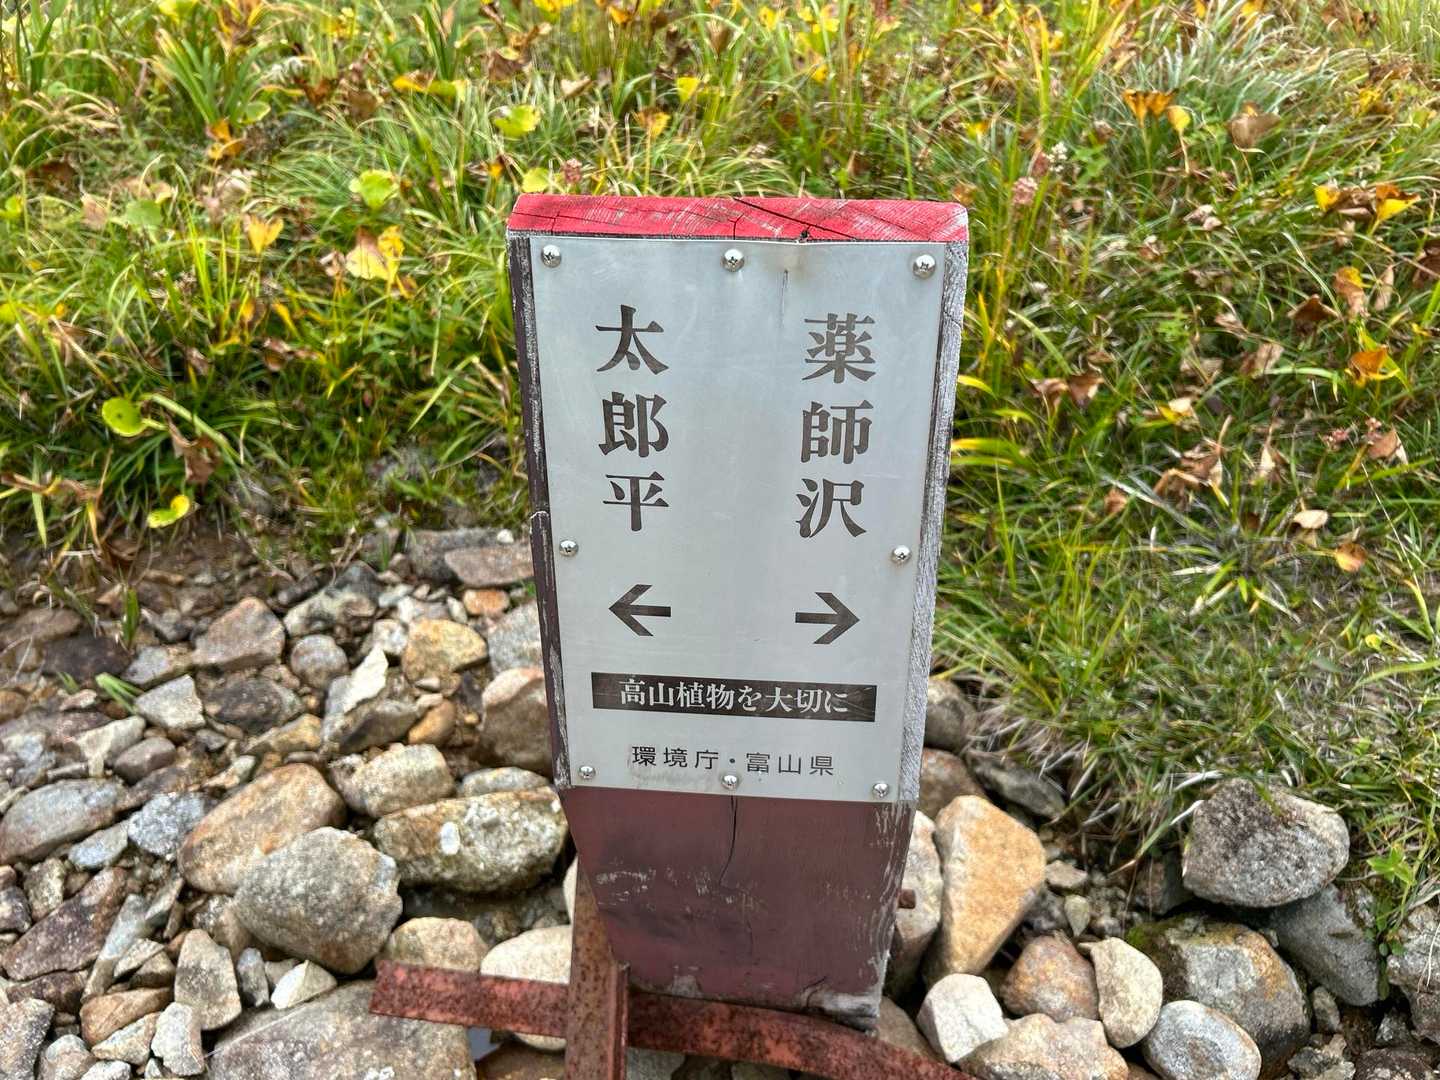 薬師沢
→
太郎平
←
高山植物を大切に
環境庁・富山県